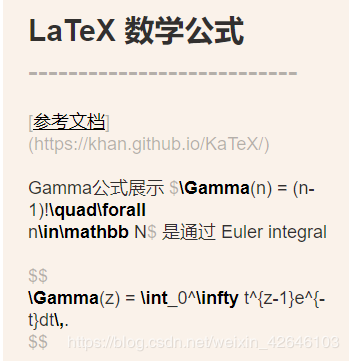 LaTeX 数学公式
---------------------------
[参考文档]
(https://khan.github.io/KaTeX/)
Gamma公式展示 $\Gamma(n) = (n-
1)!\quad\forall
n\in\mathbb N$ 是通过 Euler integral
$$
\Gamma(z) = \int_0^\infty t^{z-1}e^{-
t}dt\,.
$$
https://blog.csdn.net/weixin_42646103